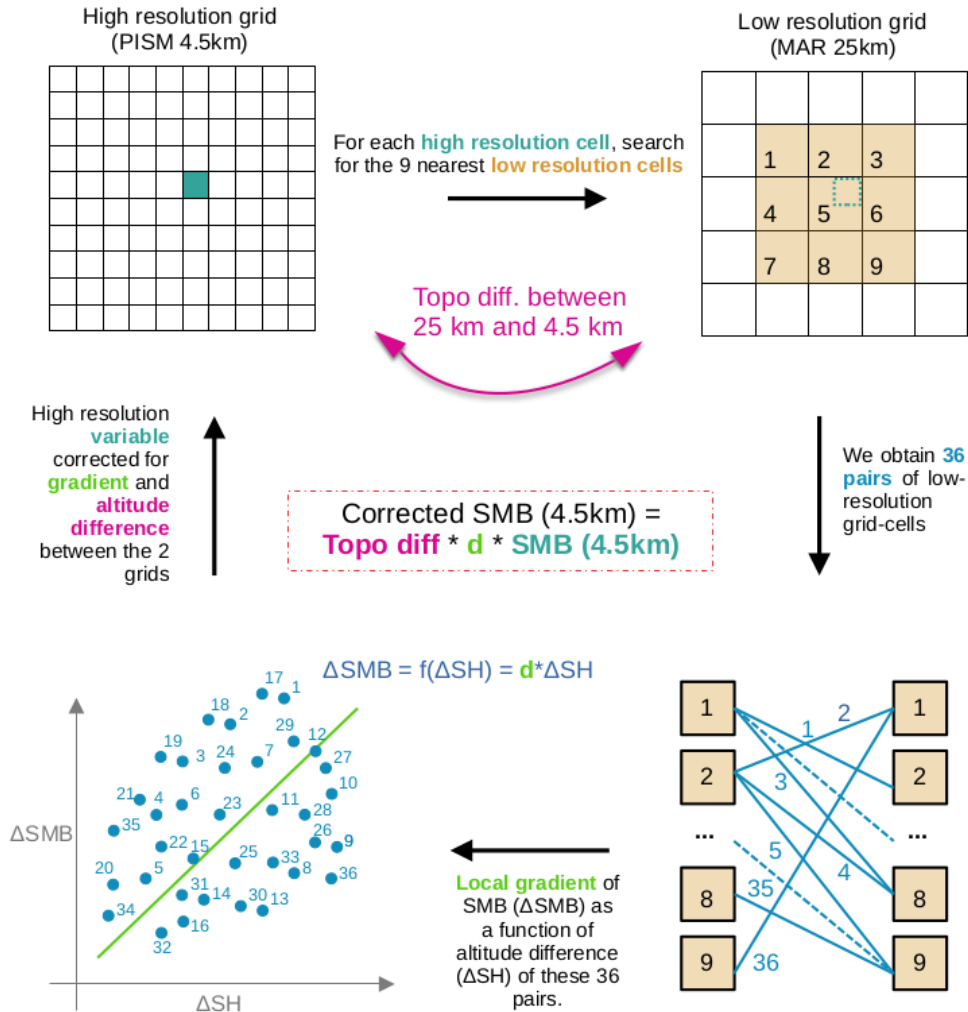 High resolution grid
(PISM 4.5km)
Low resolution grid
(MAR 25km)
For each high resolution cell, search
for the 9 nearest low resolution cells
1 2 3
4 5 6
7 8 9
Topo diff. between
25 km and 4.5 km
High resolution
variable
corrected for
gradient and
altitude
difference
between the 2
grids
Corrected SMB (4.5km) =
Topo diff * d * SMB (4.5km)
We obtain 36
pairs of low-
resolution
grid-cells
ΔSMB = f(ΔSH) = d*ΔSH
17
1
18
2
29
12
19
3
24
7
27
10
21
4
6
23
11
28
35
22
15
26
9
20
5
25
33
8
36
34
31
14
30
13
16
32
ΔSMB
ΔSH
Local gradient of
SMB (ΔSMB) as
a function of
altitude difference
(ΔSH) of these 36
pairs.
1
1
2
1
2
3
2
...
...
5
4
8
35
8
9
36
9